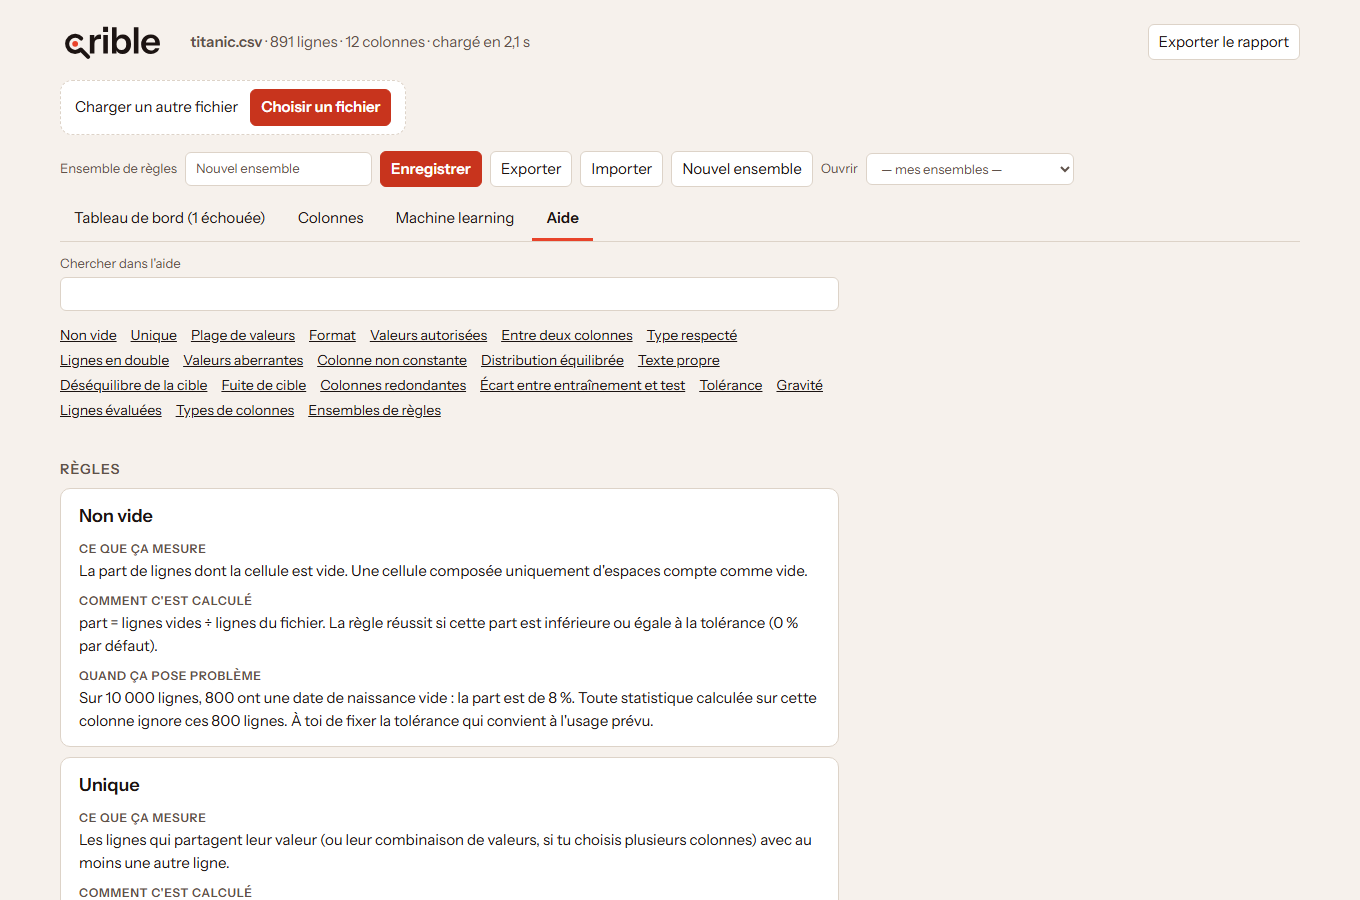 crible
titanic.csv · 891 lignes · 12 colonnes · chargé en 2,1 s
Exporter le rapport
Charger un autre fichier Choisir un fichier
Ensemble de règles Nouvel ensemble Enregistrer Exporter Importer Nouvel ensemble Ouvrir — mes ensembles —
Tableau de bord (1 échouée) Colonnes Machine learning Aide
Chercher dans l'aide
Non vide Unique Plage de valeurs Format Valeurs autorisées Entre deux colonnes Type respecté
Lignes en double Valeurs aberrantes Colonne non constante Distribution équilibrée Texte propre
Déséquilibre de la cible Fuite de cible Colonnes redondantes Écart entre entraînement et test Tolérance Gravité
Lignes évaluées Types de colonnes Ensembles de règles
RÈGLES
Non vide
CE QUE ÇA MESURE
La part de lignes dont la cellule est vide. Une cellule composée uniquement d'espaces compte comme vide.
COMMENT C'EST CALCULÉ
part = lignes vides ÷ lignes du fichier. La règle réussit si cette part est inférieure ou égale à la tolérance (0 %
par défaut).
QUAND ÇA POSE PROBLÈME
Sur 10 000 lignes, 800 ont une date de naissance vide : la part est de 8 %. Toute statistique calculée sur cette
colonne ignore ces 800 lignes. À toi de fixer la tolérance qui convient à l'usage prévu.
Unique
CE QUE ÇA MESURE
Les lignes qui partagent leur valeur (ou leur combinaison de valeurs, si tu choisis plusieurs colonnes) avec au
moins une autre ligne.
COMMENT C'EST CALCULÉ